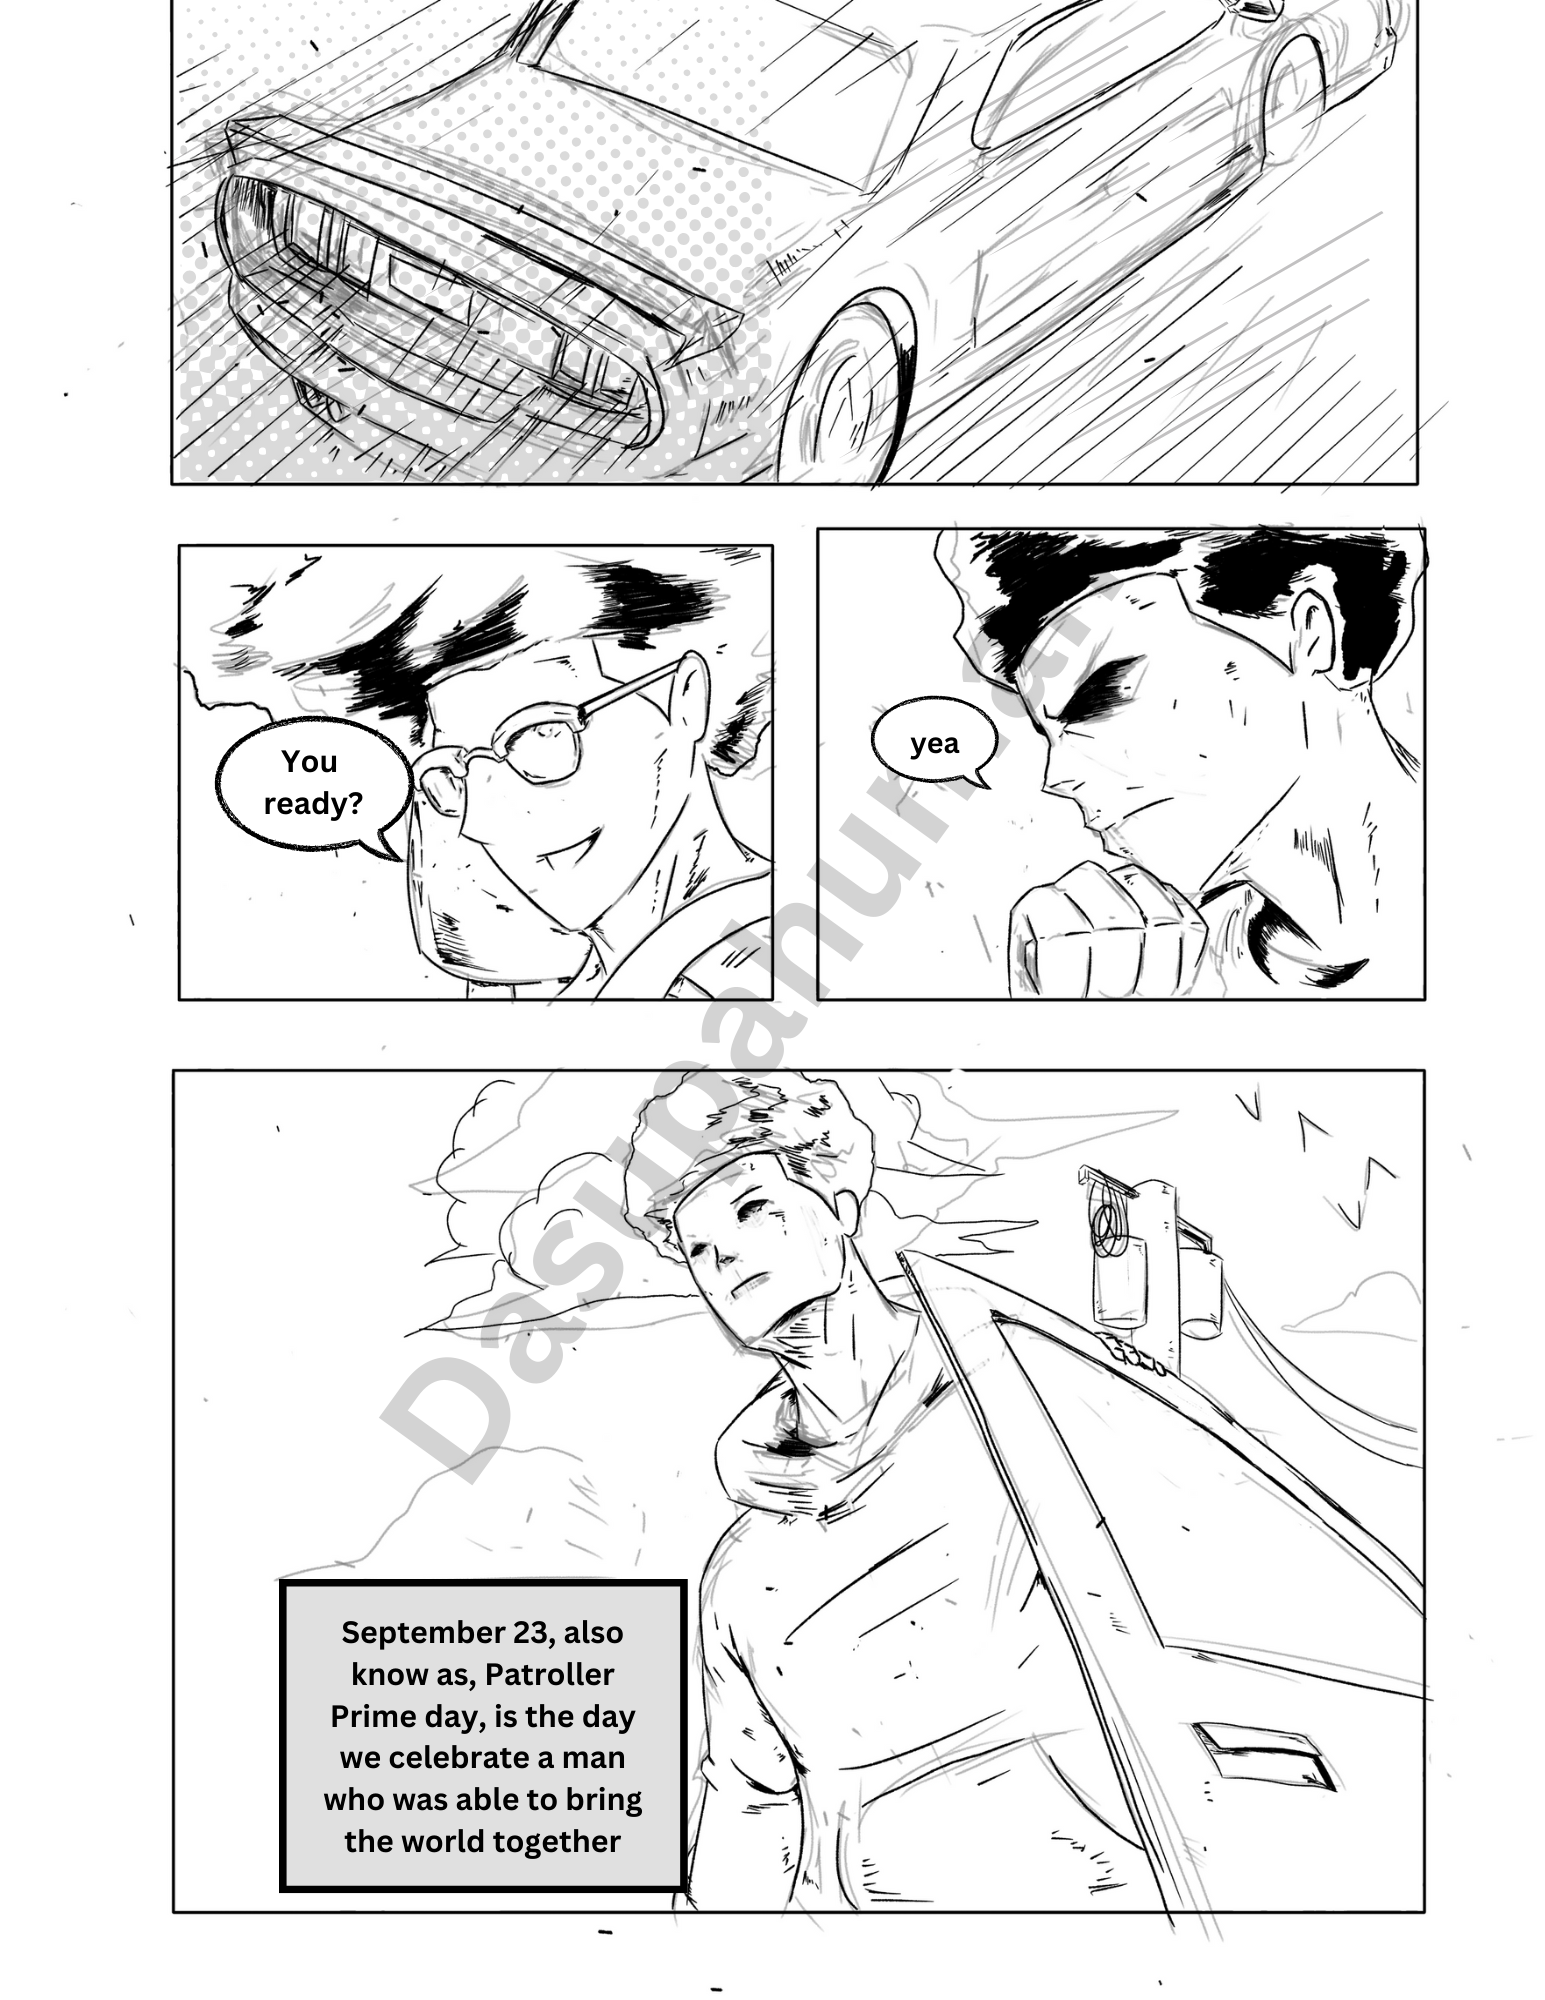 You
ready?
yea
September 23, also
know as, Patroller
Prime day, is the day
we celebrate a man
who was able to bring
the world together
Dasupahuman